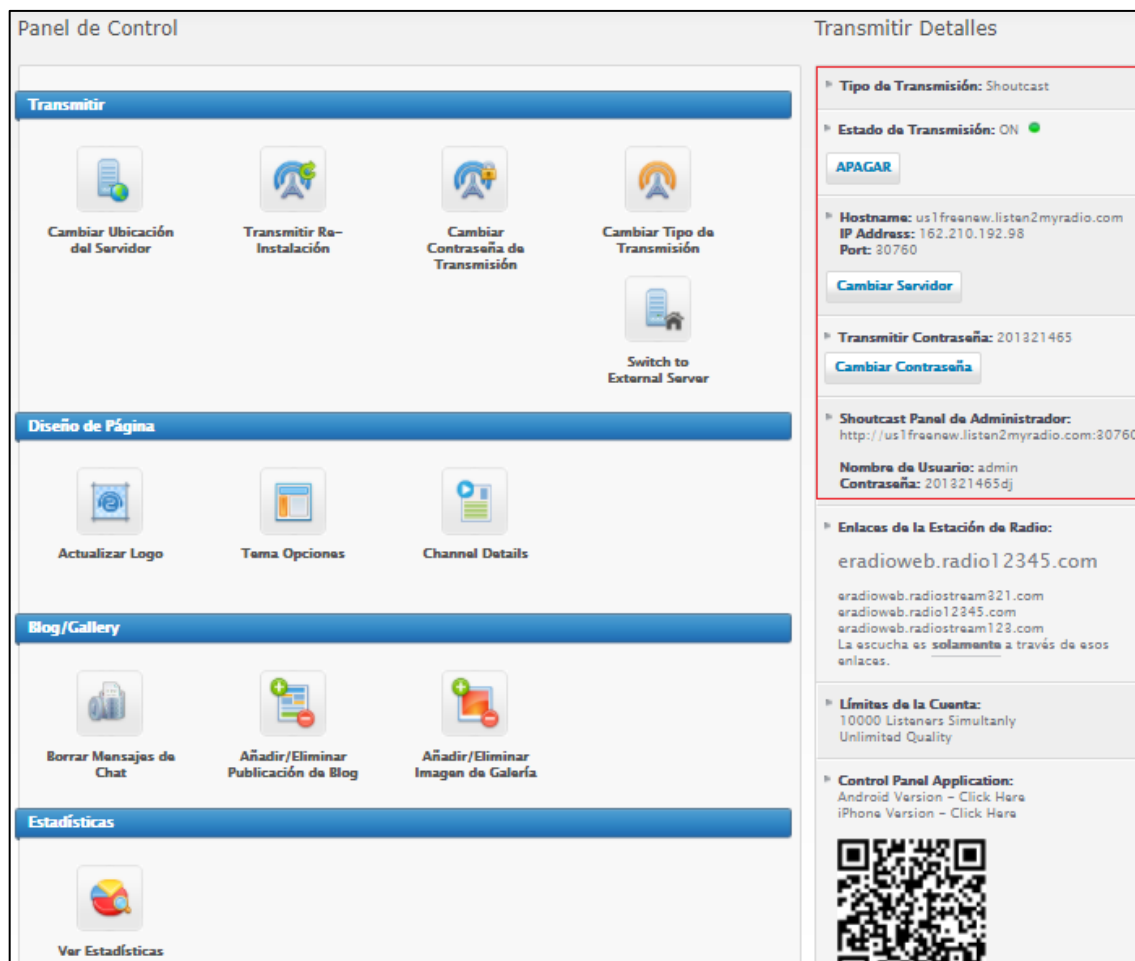 Panel de Control
Transmitir
Cambiar Ubicación
del Servidor
Transmitir Re-
Instalación
Cambiar
Contraseña de
Transmisión
Cambiar Tipo de
Transmisión
Switch to
External Server
Diseño de Página
Actualizar Logo
Tema Opciones
Channel Details
Blog/Gallery
Borrar Mensajes de
Chat
Añadir/Eliminar
Publicación de Blog
Añadir/Eliminar
Imagen de Galería
Estadísticas
Ver Estadísticas
Transmitir Detalles
Tipo de Transmisión: Shoutcast
Estado de Transmisión: ON
APAGAR
Hostname: us1freenew.listen2myradio.com
IP Address: 162.210.192.98
Port: 30760
Cambiar Servidor
Transmitir Contraseña: 201321465
Cambiar Contraseña
Shoutcast Panel de Administrador:
http://us1freenew.listen2myradio.com:30760
Nombre de Usuario: admin
Contraseña: 201321465dj
Enlaces de la Estación de Radio:
eradioweb.radio12345.com
eradioweb.radiostream321.com
eradioweb.radio12345.com
eradioweb.radiostream123.com
La escucha es solamente a través de esos
enlaces.
Límites de la Cuenta:
10000 Listeners Simultanly
Unlimited Quality
Control Panel Application:
Android Version – Click Here
iPhone Version – Click Here